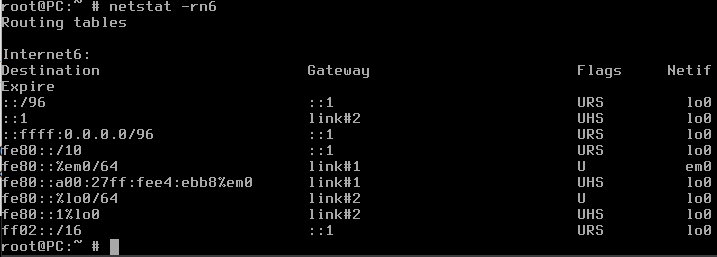 root@PC:~ # netstat -rn6
Routing tables

Internet6:
Destination                       Gateway                       Flags     Netif
Expire
::/96                             ::1                           URS         lo0
::1                               link#2                        UHS         lo0
::ffff:0.0.0.0/96                 ::1                           URS         lo0
fe80::/10                         ::1                           URS         lo0
fe80::%em0/64                     link#1                        U           em0
fe80::a00:27ff:fee4:ebb8%em0      link#1                        UHS         lo0
fe80::%lo0/64                     link#2                        U           lo0
fe80::1%lo0                       link#2                        UHS         lo0
ff02::/16                         ::1                           URS         lo0
root@PC:~ #